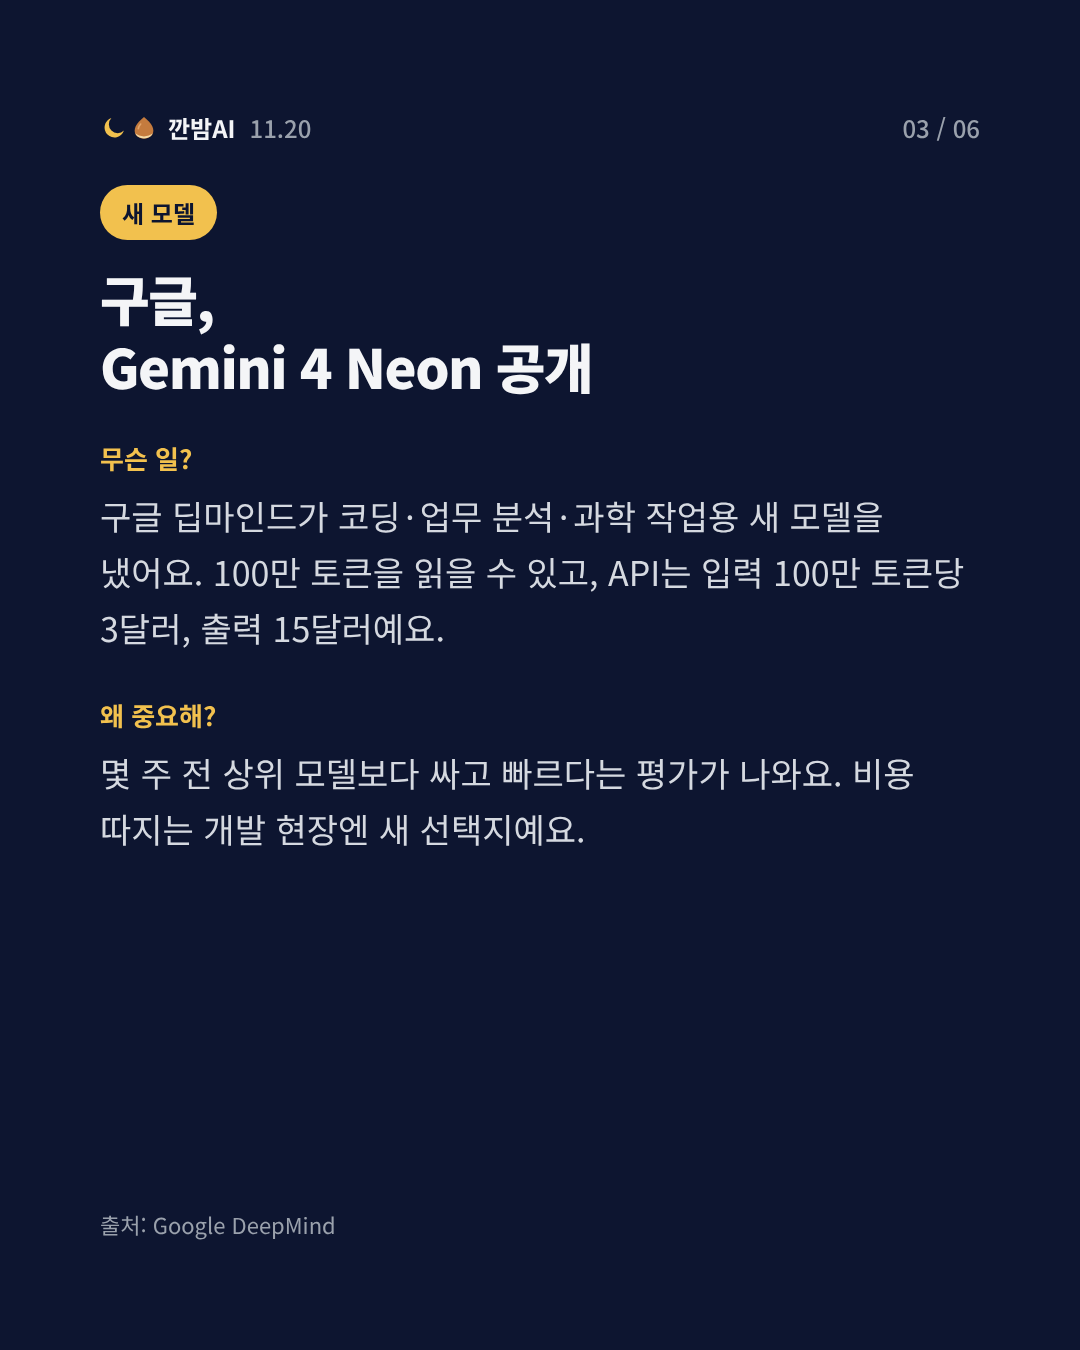 깐밤AI 11.20
03 / 06
새 모델
구글,
Gemini 4 Neon 공개
무슨 일?
구글 딥마인드가 코딩·업무 분석·과학 작업용 새 모델을
냈어요. 100만 토큰을 읽을 수 있고, API는 입력 100만 토큰당
3달러, 출력 15달러예요.
왜 중요해?
몇 주 전 상위 모델보다 싸고 빠르다는 평가가 나와요. 비용
따지는 개발 현장엔 새 선택지예요.
출처: Google DeepMind